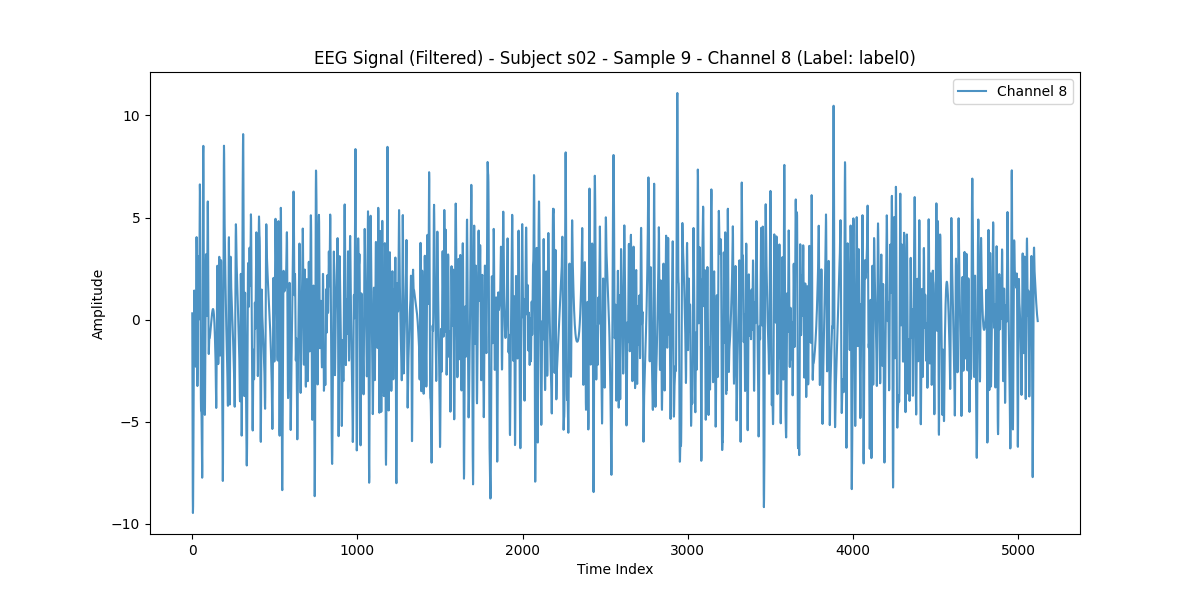 EEG Signal (Filtered) - Subject s02 - Sample 9 - Channel 8 (Label: label0)
Channel 8
10
5
0
−5
−10
Amplitude
0 1000 2000 3000 4000 5000
Time Index